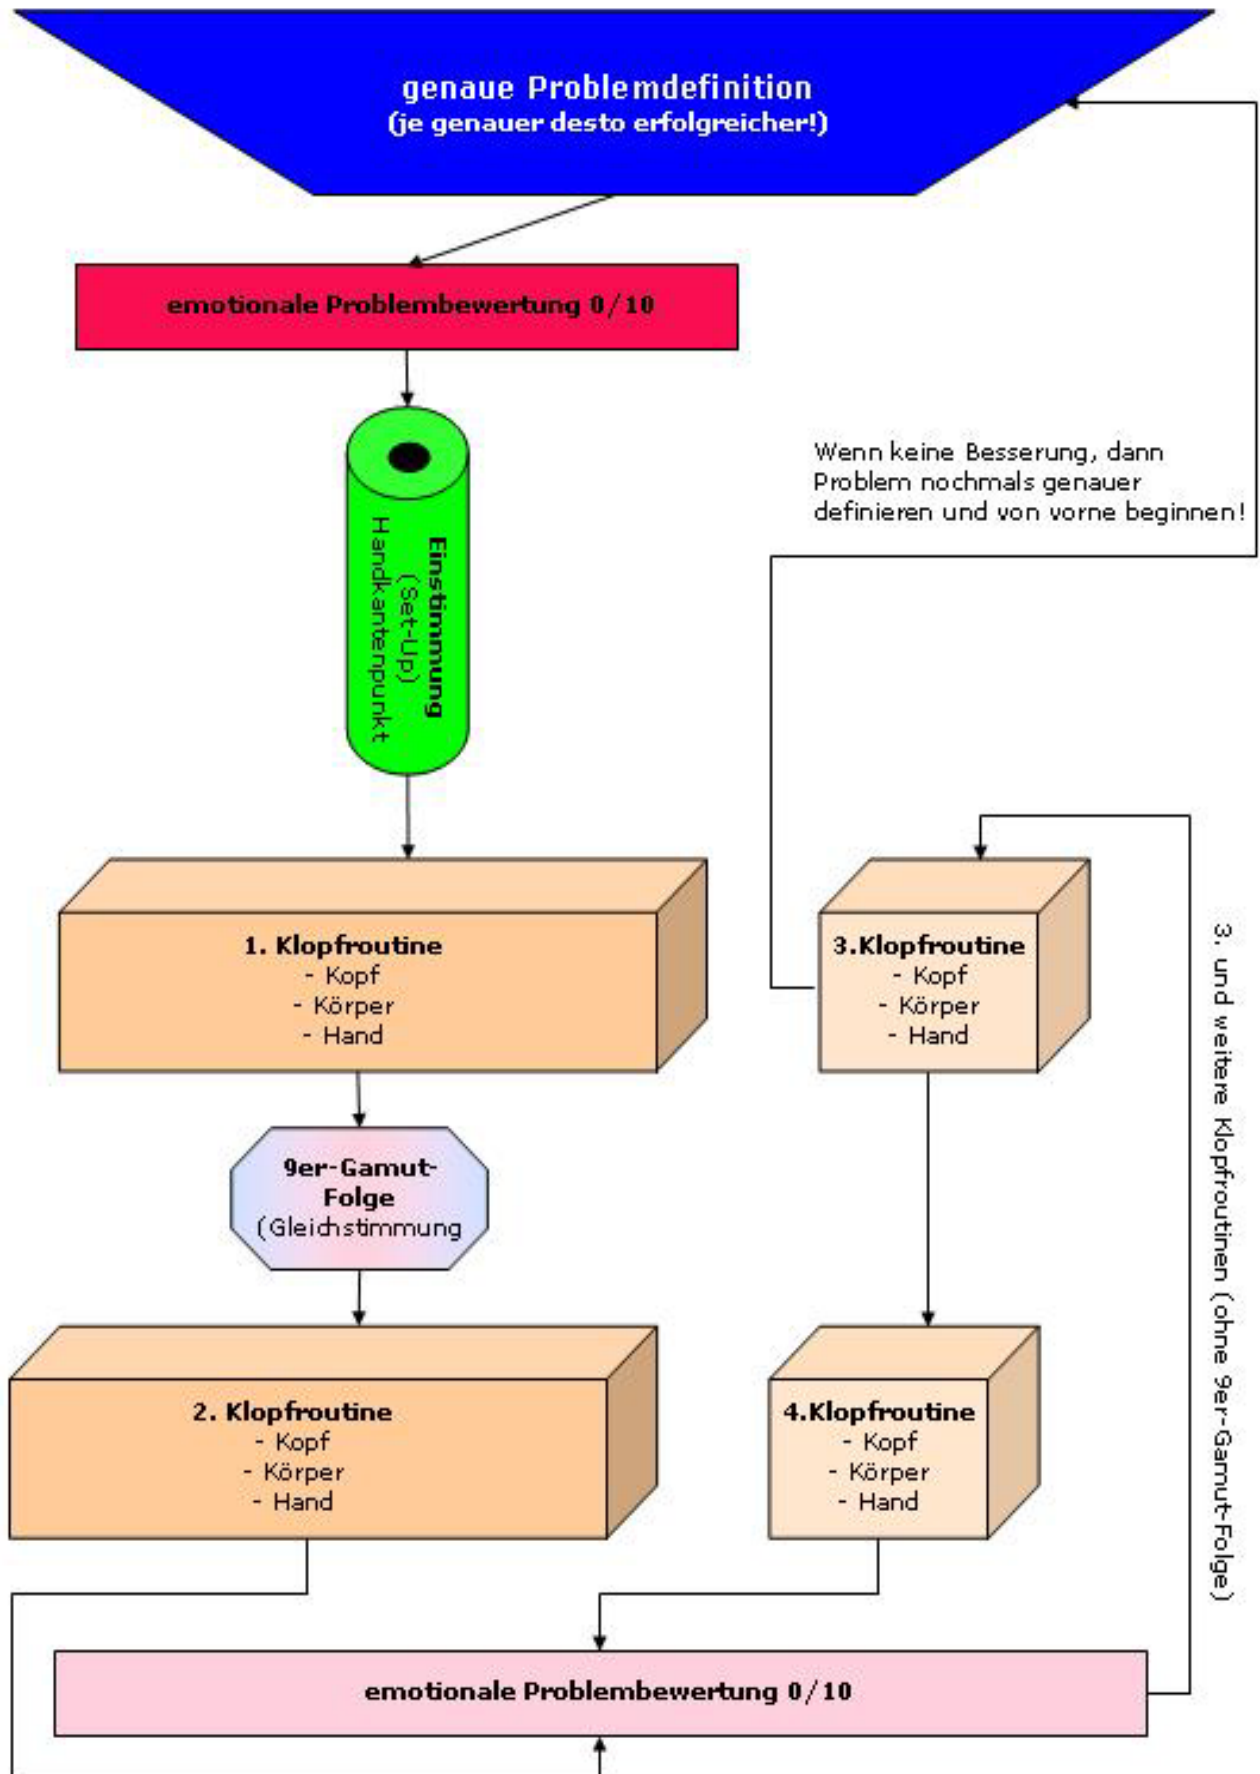 genaue Problemdefinition
(je genauer desto erfolgreicher!)
emotionale Problembewertung 0/10
Einstimmung
(Set-Up)
Handkantenpunkt
Wenn keine Besserung, dann
Problem nochmals genauer
definieren und von vorne beginnen!
1. Klopfroutine
- Kopf
- Körper
- Hand
3.Klopfroutine
- Kopf
- Körper
- Hand
9er-Gamut-
Folge
(Gleichstimmung
2. Klopfroutine
- Kopf
- Körper
- Hand
4.Klopfroutine
- Kopf
- Körper
- Hand
3. und weitere Klopfroutinen (ohne 9er-Gamut-Folge)
emotionale Problembewertung 0/10